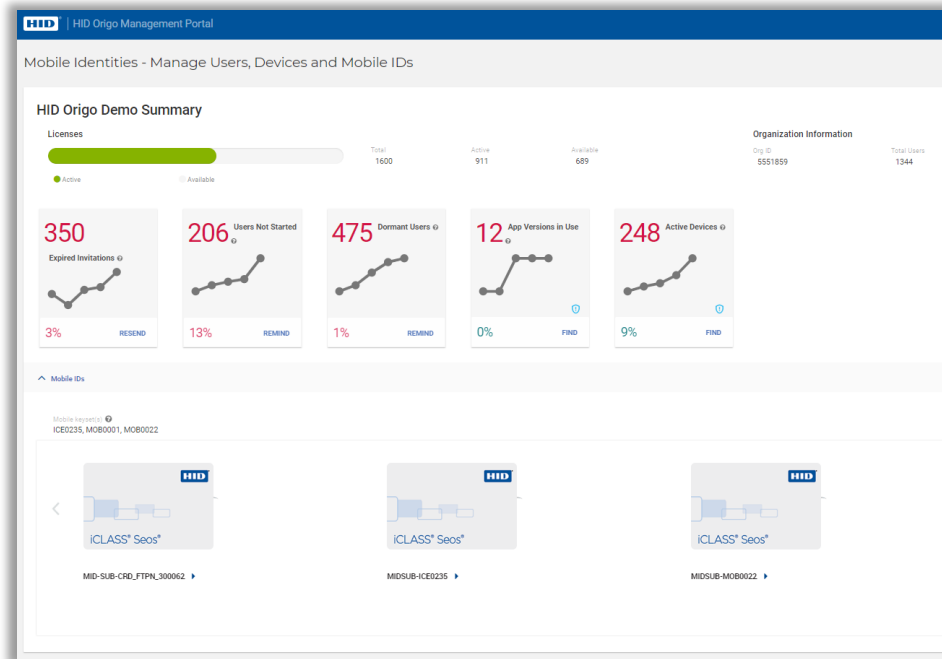 HID | HID Origo Management Portal
Mobile Identities - Manage Users, Devices and Mobile IDs
HID Origo Demo Summary
Licenses
Organization Information
Total Active Available Org ID Total Users
1600 911 689 5551859 1344
Active Available
350 Expired Invitations
206 Users Not Started
475 Dormant Users
12 App Versions in Use
248 Active Devices
3% RESEND 13% REMIND 1% REMIND 0% FIND 9% FIND
Mobile IDs
Mobile keyset(s)
ICE0235, MOB0001, MOB0022
HID HID HID
iCLASS® Seos® iCLASS® Seos® iCLASS® Seos®
MID-SUB-CRD_FTPN_300062 MIDSUB-ICE0235 MIDSUB-MOB0022